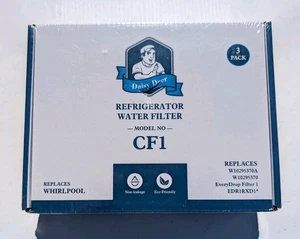 3
PACK
Daisy Deer
REFRIGERATOR
WATER FILTER
— MODEL NO —
CF1
REPLACES
WHIRLPOOL
Non-leakage
Eco-Friendly
REPLACES
W10295370A
W10295370
EveryDrop Filter 1
EDR1RXD1*